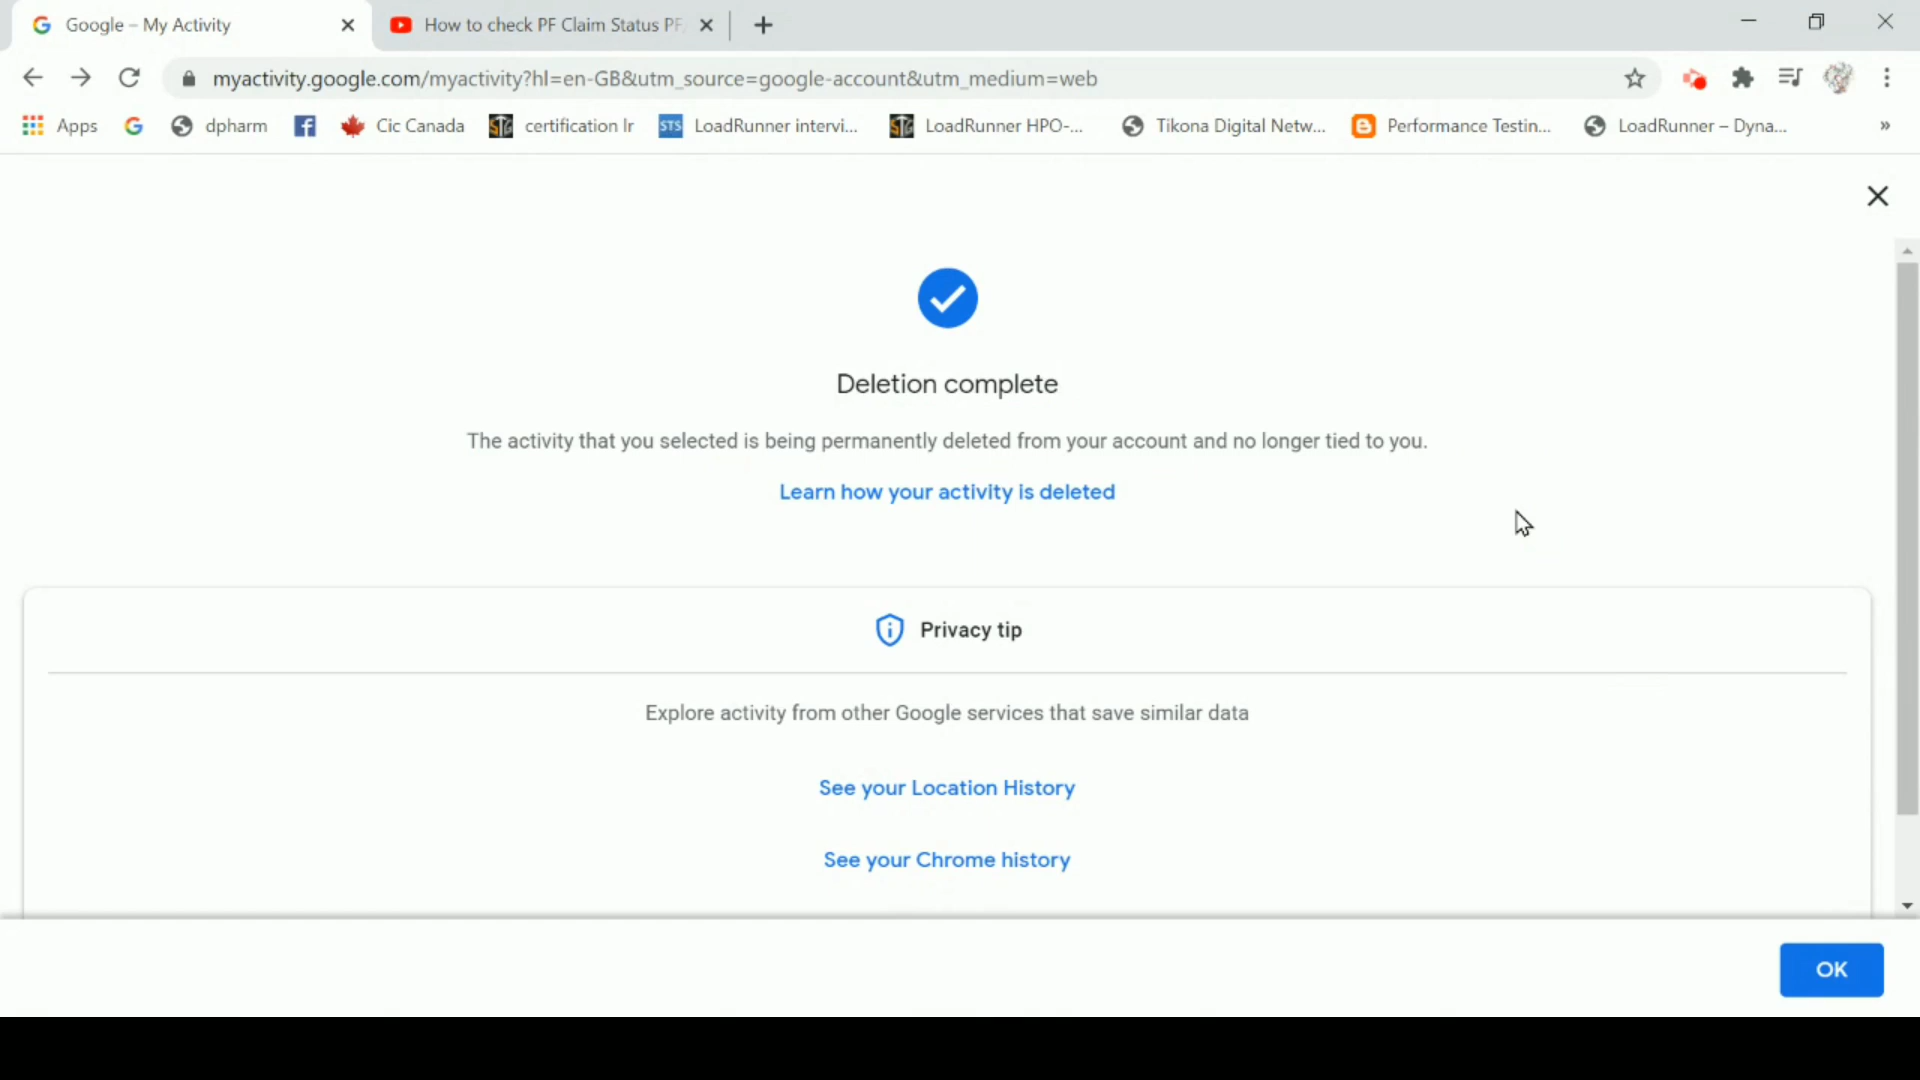 Google – My Activity
How to check PF Claim Status PF
myactivity.google.com/myactivity?hl=en-GB&utm_source=google-account&utm_medium=web
Apps
dpharm
Cic Canada
STG certification lr
STS LoadRunner intervi...
STG LoadRunner HPO-...
Tikona Digital Netw...
Performance Testin...
LoadRunner – Dyna...
»
Deletion complete
The activity that you selected is being permanently deleted from your account and no longer tied to you.
Learn how your activity is deleted
Privacy tip
Explore activity from other Google services that save similar data
See your Location History
See your Chrome history
OK